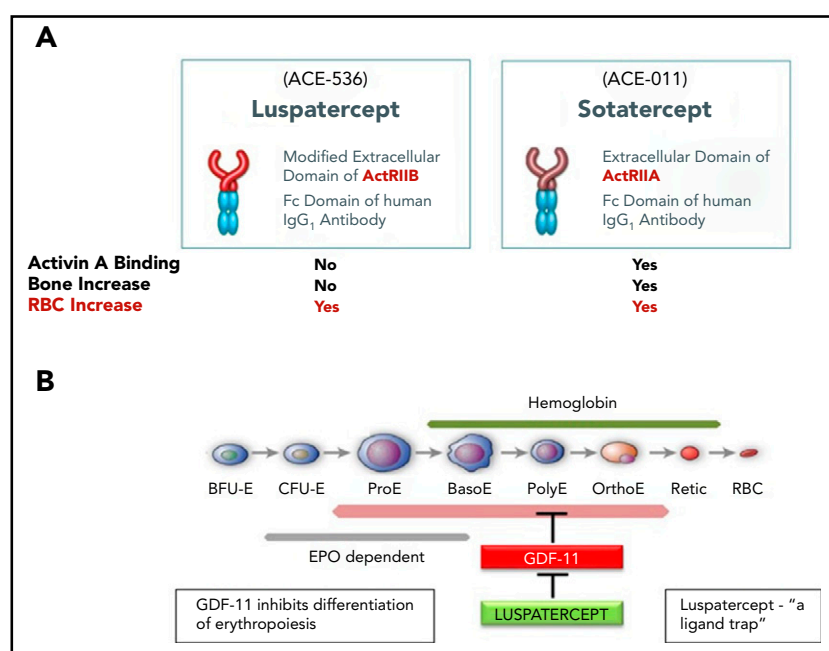 A
(ACE-536)
Luspatercept
Modified Extracellular
Domain of ActRIIB
Fc Domain of human
IgG₁ Antibody
(ACE-011)
Sotatercept
Extracellular Domain of
ActRIIA
Fc Domain of human
IgG₁ Antibody
Activin A Binding No Yes
Bone Increase No Yes
RBC Increase Yes Yes
B
Hemoglobin
BFU-E CFU-E ProE BasoE PolyE OrthoE Retic RBC
EPO dependent
GDF-11
LUSPATERCEPT
GDF-11 inhibits differentiation
of erythropoiesis
Luspatercept - “a
ligand trap”